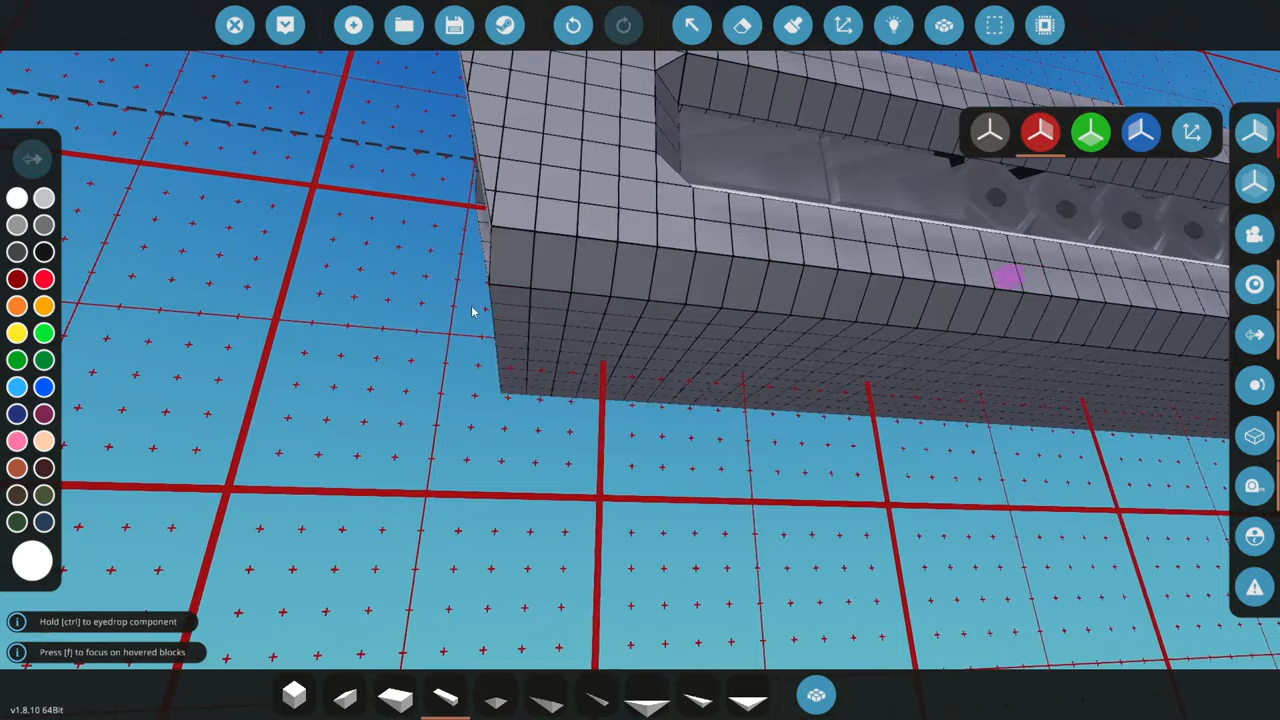 Hold [ctrl] to eyedrop component
Press [f] to focus on hovered blocks
v1.8.10 64Bit